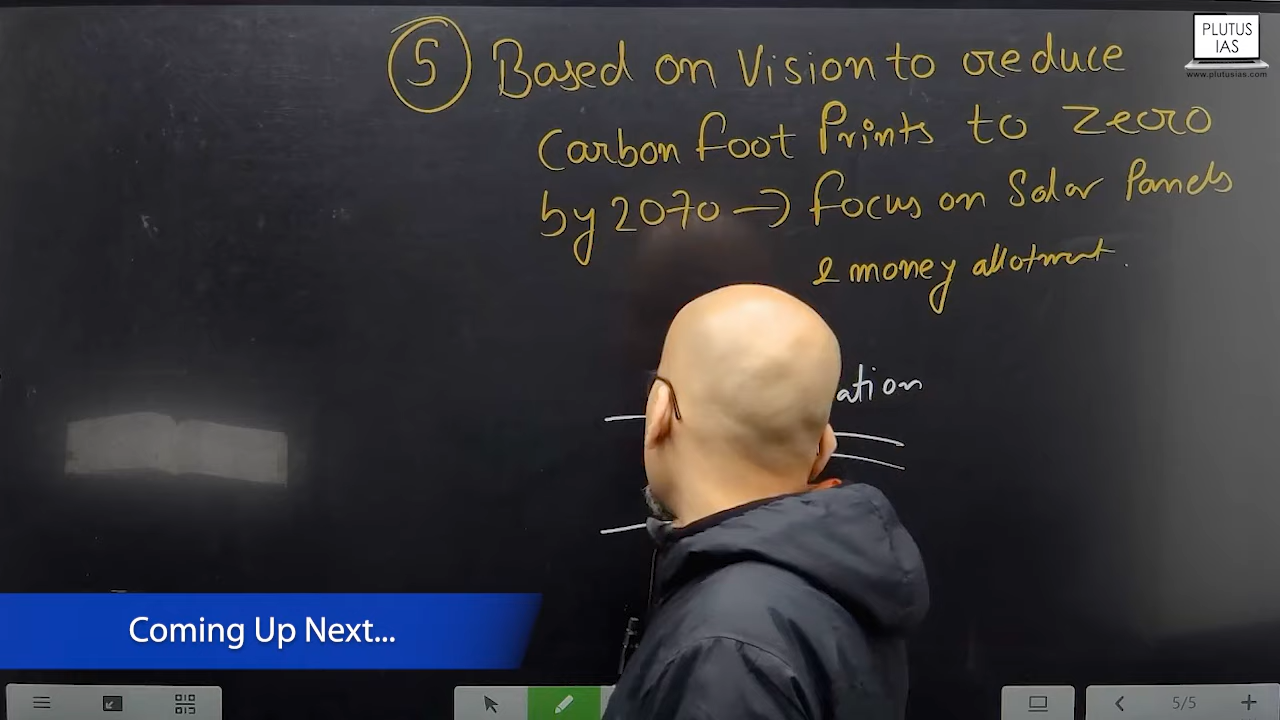 PLUTUS
IAS
www.plutusias.com
5 Based on Vision to reduce
Carbon Foot Prints to Zero
by 2070 → Focus on Solar Panels
& money allotment.
ation
Coming Up Next...
5/5